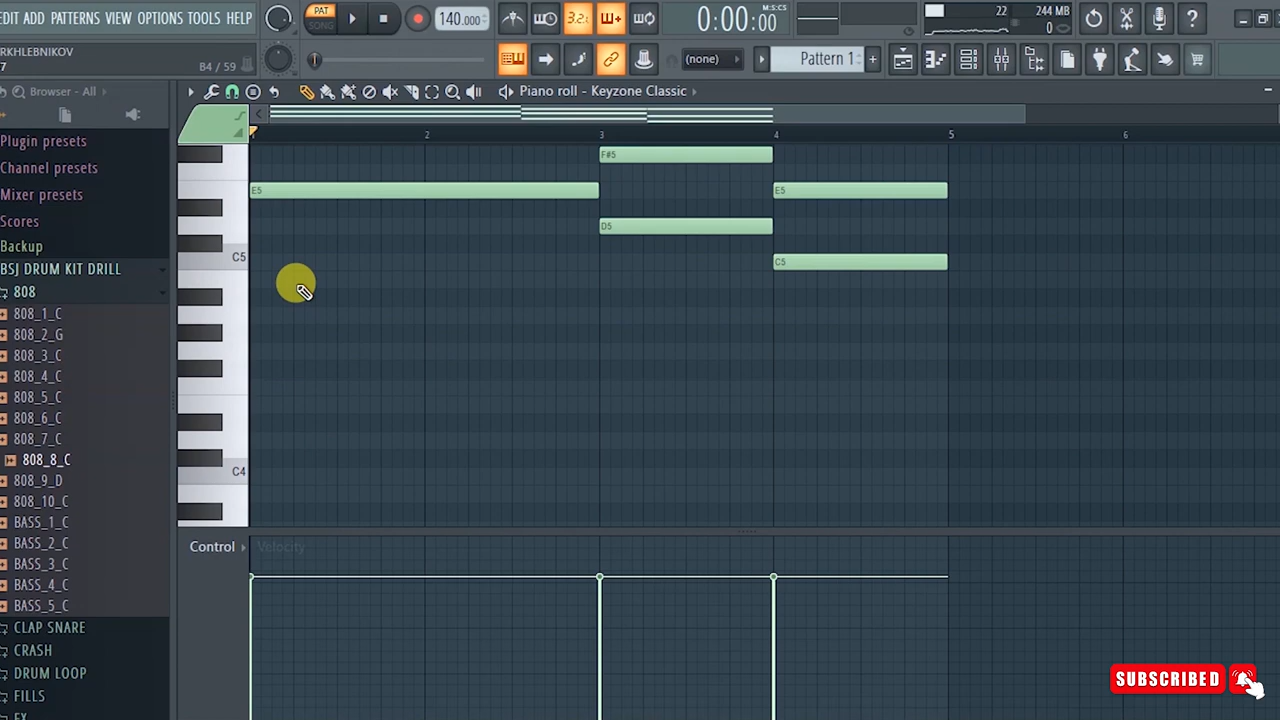 EDIT ADD PATTERNS VIEW OPTIONS TOOLS HELP
PAT
SONG
140.000
3.2:
0:00:00
M:S:CS
22
244 MB
0
RKHLEBNIKOV
7
B4 / 59
(none)
Pattern 1
Browser - All
Piano roll - Keyzone Classic
Plugin presets
Channel presets
Mixer presets
Scores
Backup
BSJ DRUM KIT DRILL
808
808_1_C
808_2_G
808_3_C
808_4_C
808_5_C
808_6_C
808_7_C
808_8_C
808_9_D
808_10_C
BASS_1_C
BASS_2_C
BASS_3_C
BASS_4_C
BASS_5_C
CLAP SNARE
CRASH
DRUM LOOP
FILLS
FX
2
3
4
5
6
F#5
E5
E5
D5
C5
C5
C4
Control
Velocity
SUBSCRIBED